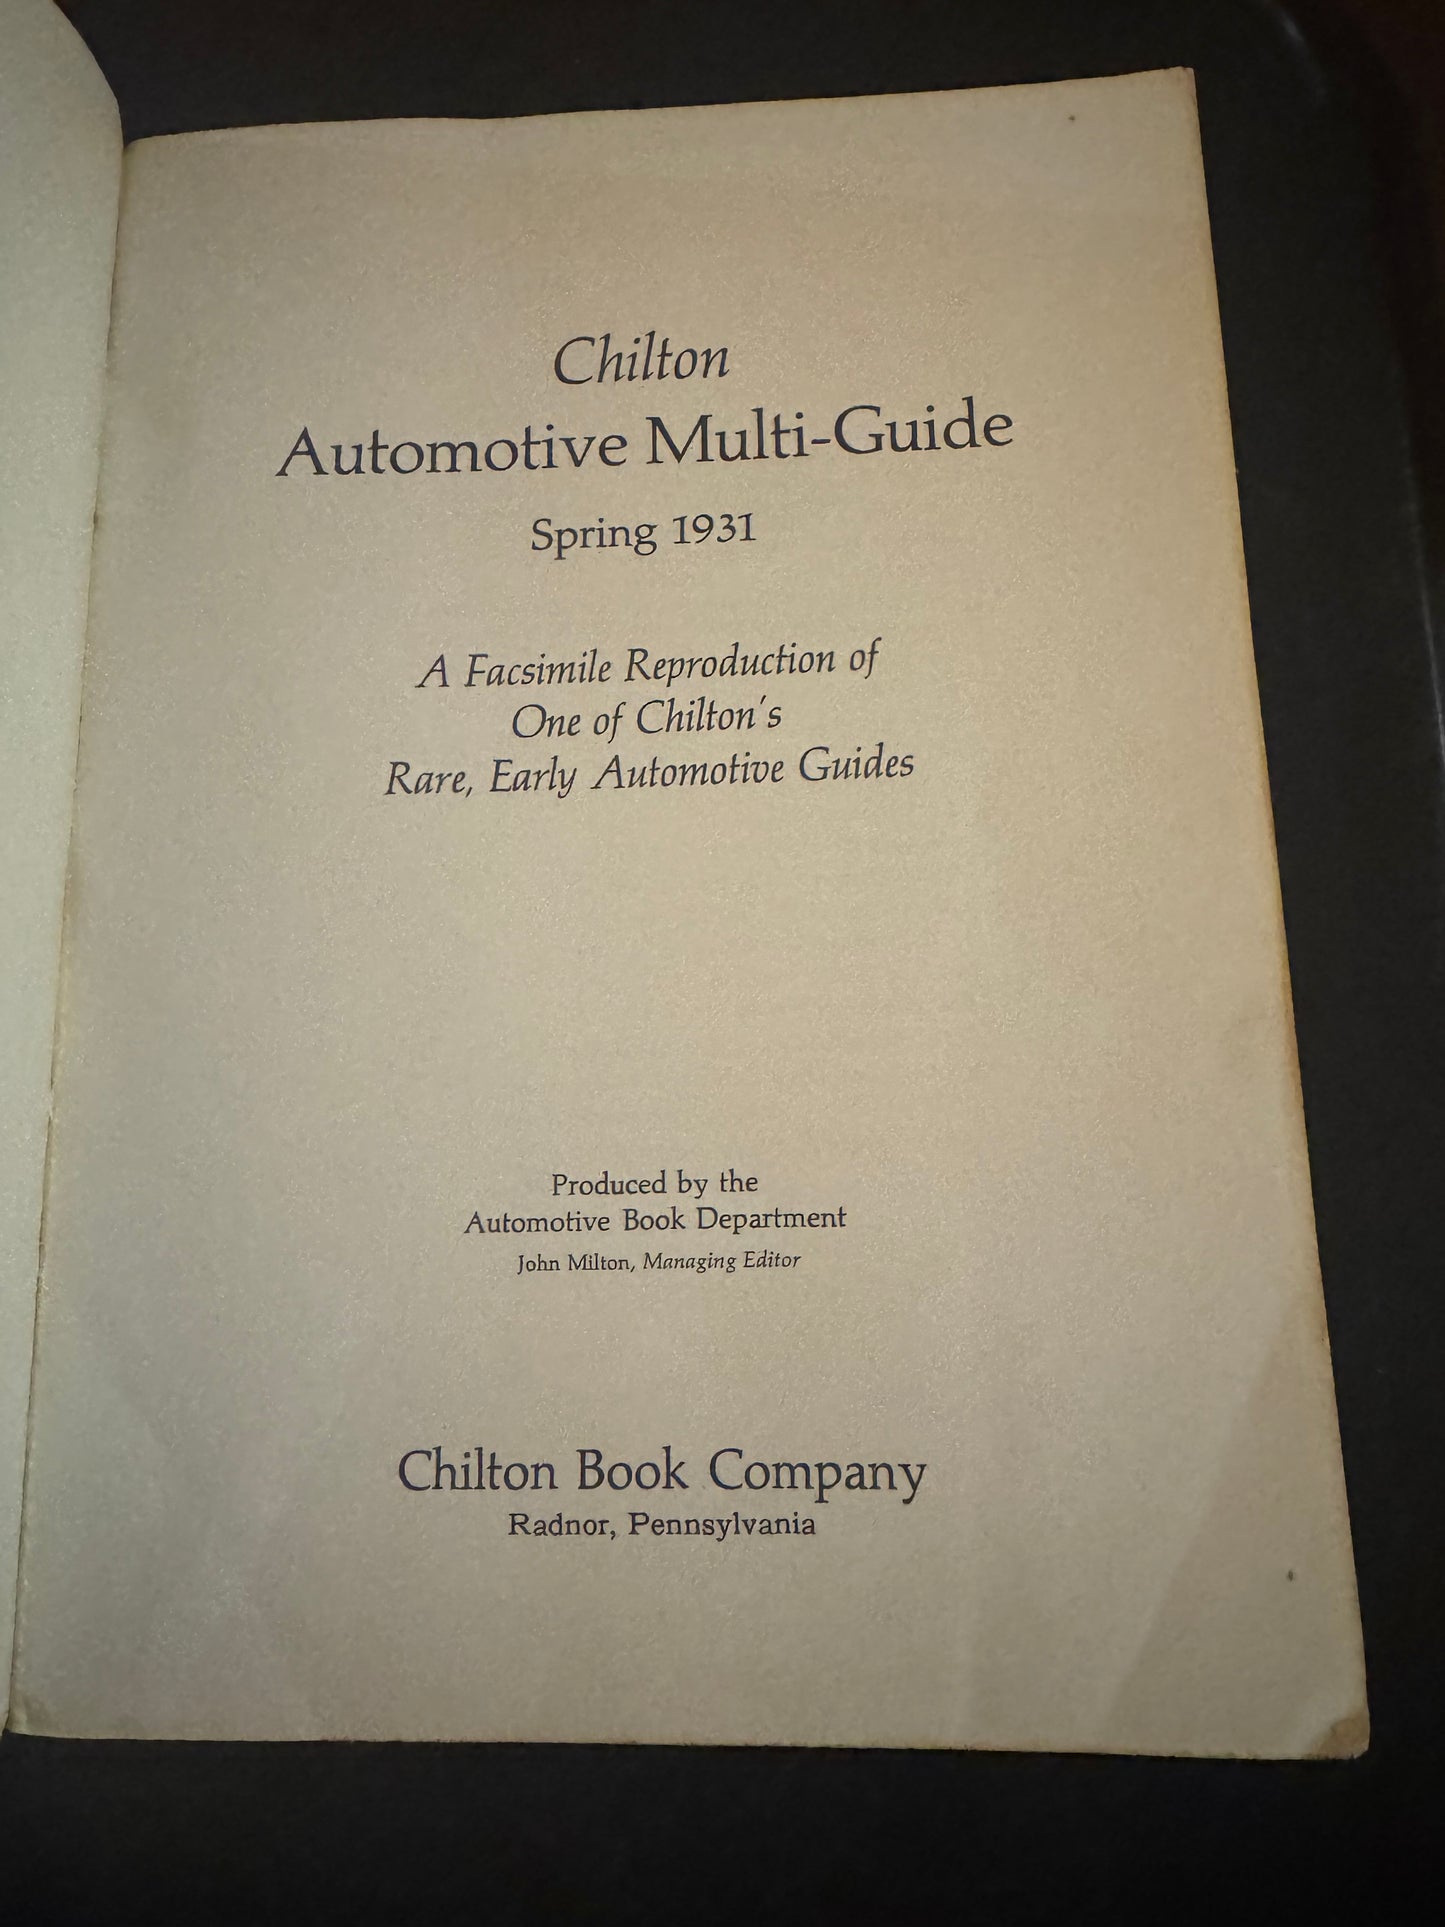 Chilton
Automotive Multi-Guide
Spring 1931
A Facsimile Reproduction of
One of Chilton's
Rare, Early Automotive Guides
Produced by the
Automotive Book Department
John Milton, Managing Editor
Chilton Book Company
Radnor, Pennsylvania